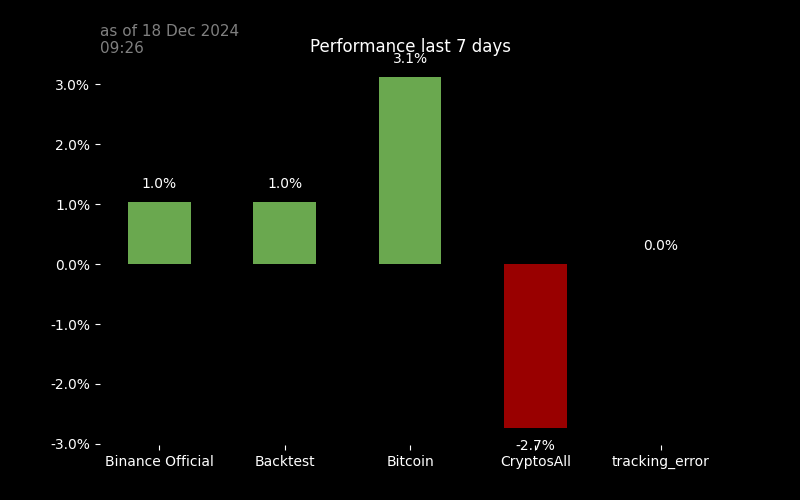 as of 18 Dec 2024
09:26
Performance last 7 days
3.1%
3.0%
2.0%
1.0%
1.0%
1.0%
0.0%
0.0%
-1.0%
-2.0%
-3.0%
-2.7%
Binance Official
Backtest
Bitcoin
CryptosAll
tracking_error